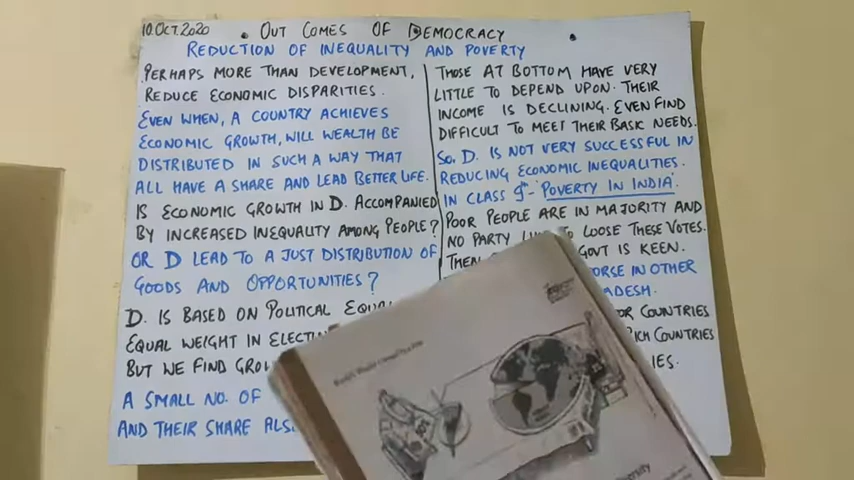 10.OCT.2020
• OUT COMES OF DEMOCRACY •
REDUCTION OF INEQUALITY AND POVERTY
PERHAPS MORE THAN DEVELOPMENT,
REDUCE ECONOMIC DISPARITIES.
EVEN WHEN, A COUNTRY ACHIEVES
ECONOMIC GROWTH, WILL WEALTH BE
DISTRIBUTED IN SUCH A WAY THAT
ALL HAVE A SHARE AND LEAD BETTER LIFE.
IS ECONOMIC GROWTH IN D. ACCOMPANIED
BY INCREASED INEQUALITY AMONG PEOPLE?
OR D LEAD TO A JUST DISTRIBUTION OF
GOODS AND OPPORTUNITIES?
D. IS BASED ON POLITICAL
EQUAL WEIGHT IN
BUT WE FIND
A SMALL NO. OF
AND THEIR SHARE
THOSE AT BOTTOM HAVE VERY
LITTLE TO DEPEND UPON. THEIR
INCOME IS DECLINING. EVEN FIND
DIFFICULT TO MEET THEIR BASIC NEEDS.
SO, D. IS NOT VERY SUCCESSFUL IN
REDUCING ECONOMIC INEQUALITIES.
IN CLASS 9th - 'POVERTY IN INDIA'.
POOR PEOPLE ARE IN MAJORITY AND
NO PARTY TO LOOSE THESE VOTES.
THEN GOVT IS KEEN.
IN OTHER
COUNTRIES
RICH COUNTRIES